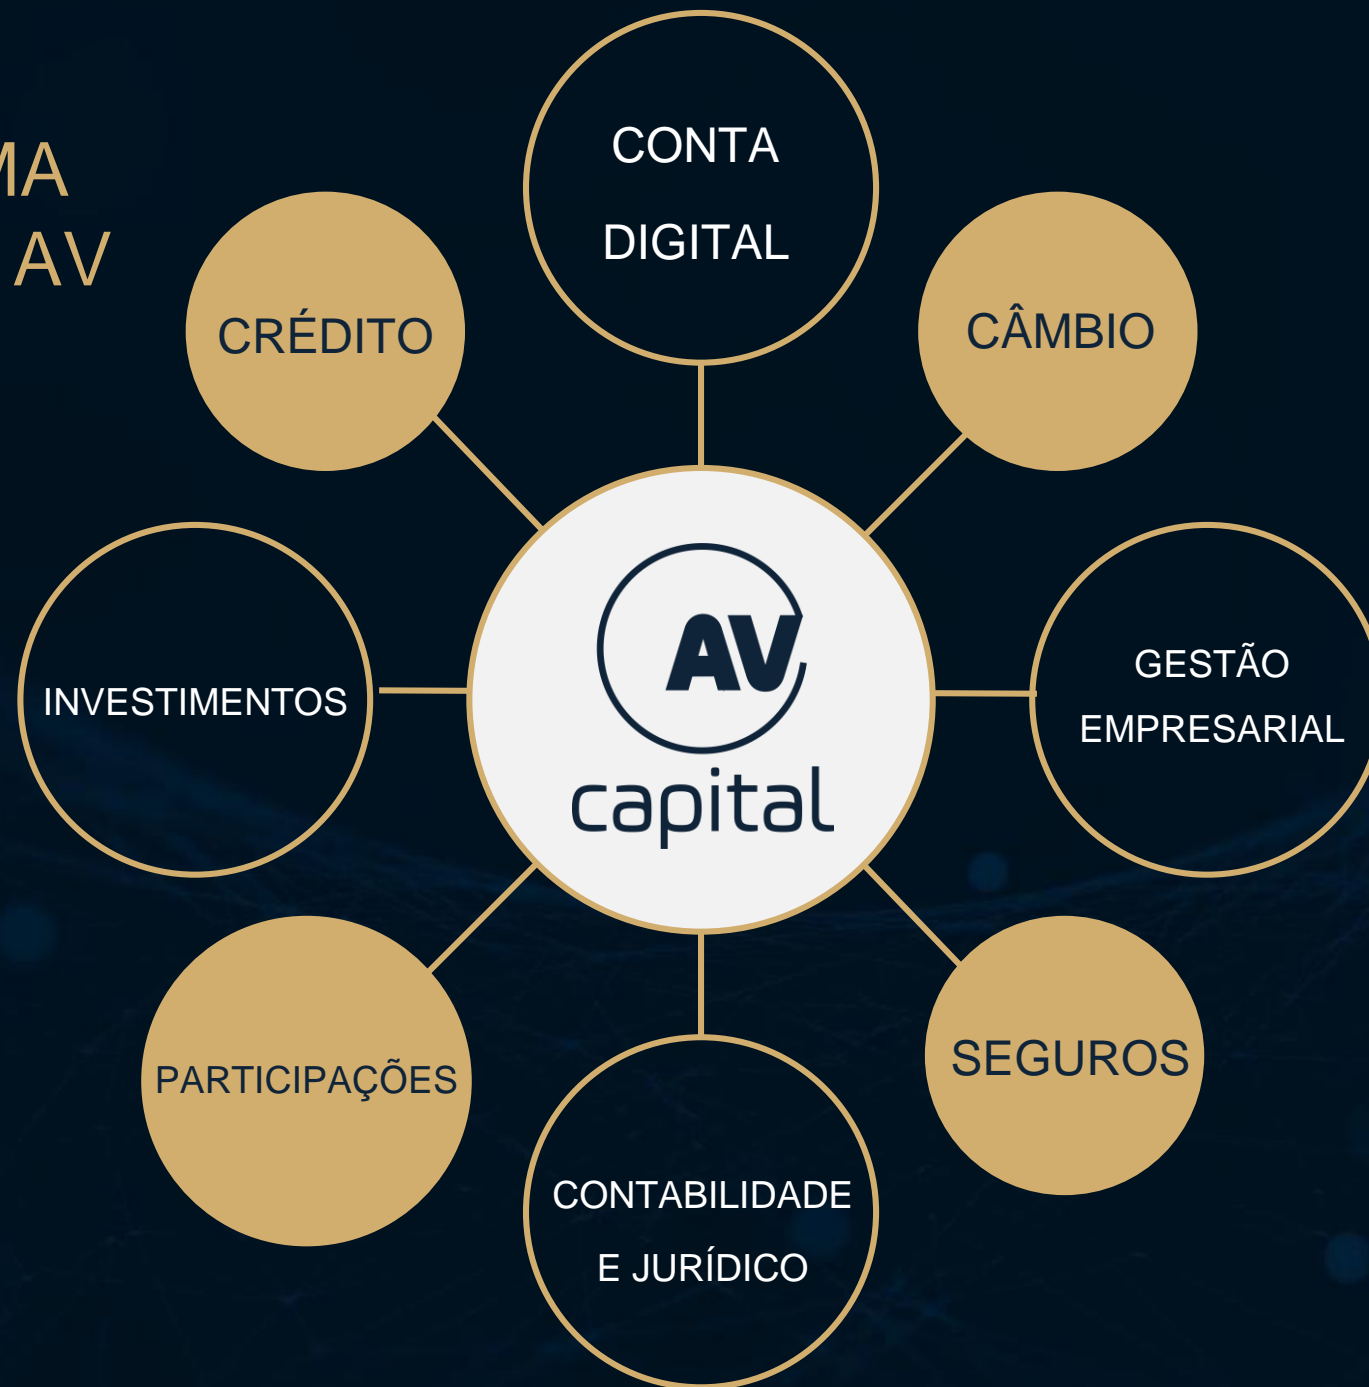 MA
AV
CONTA
DIGITAL
CRÉDITO
CÂMBIO
INVESTIMENTOS
AV
capital
GESTÃO
EMPRESARIAL
PARTICIPAÇÕES
SEGUROS
CONTABILIDADE
E JURÍDICO